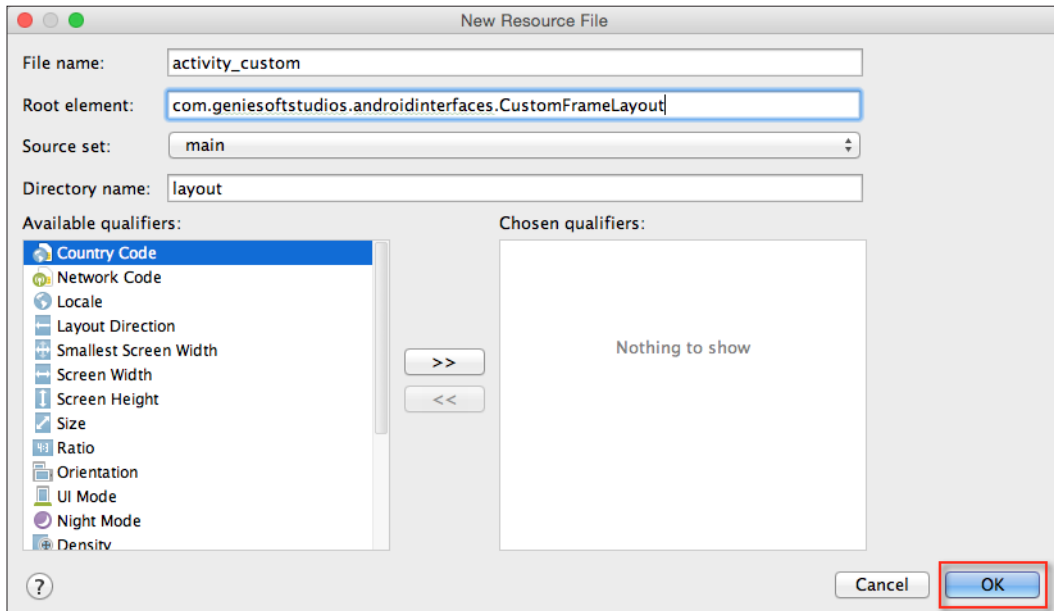 New Resource File
File name: activity_custom
Root element: com.geniesoftstudios.androidinterfaces.CustomFrameLayout
Source set: main
Directory name: layout
Available qualifiers:
Chosen qualifiers:
Country Code
Network Code
Locale
Layout Direction
Smallest Screen Width
Screen Width
Screen Height
Size
Ratio
Orientation
UI Mode
Night Mode
Density
>>
<<
Nothing to show
?
Cancel
OK